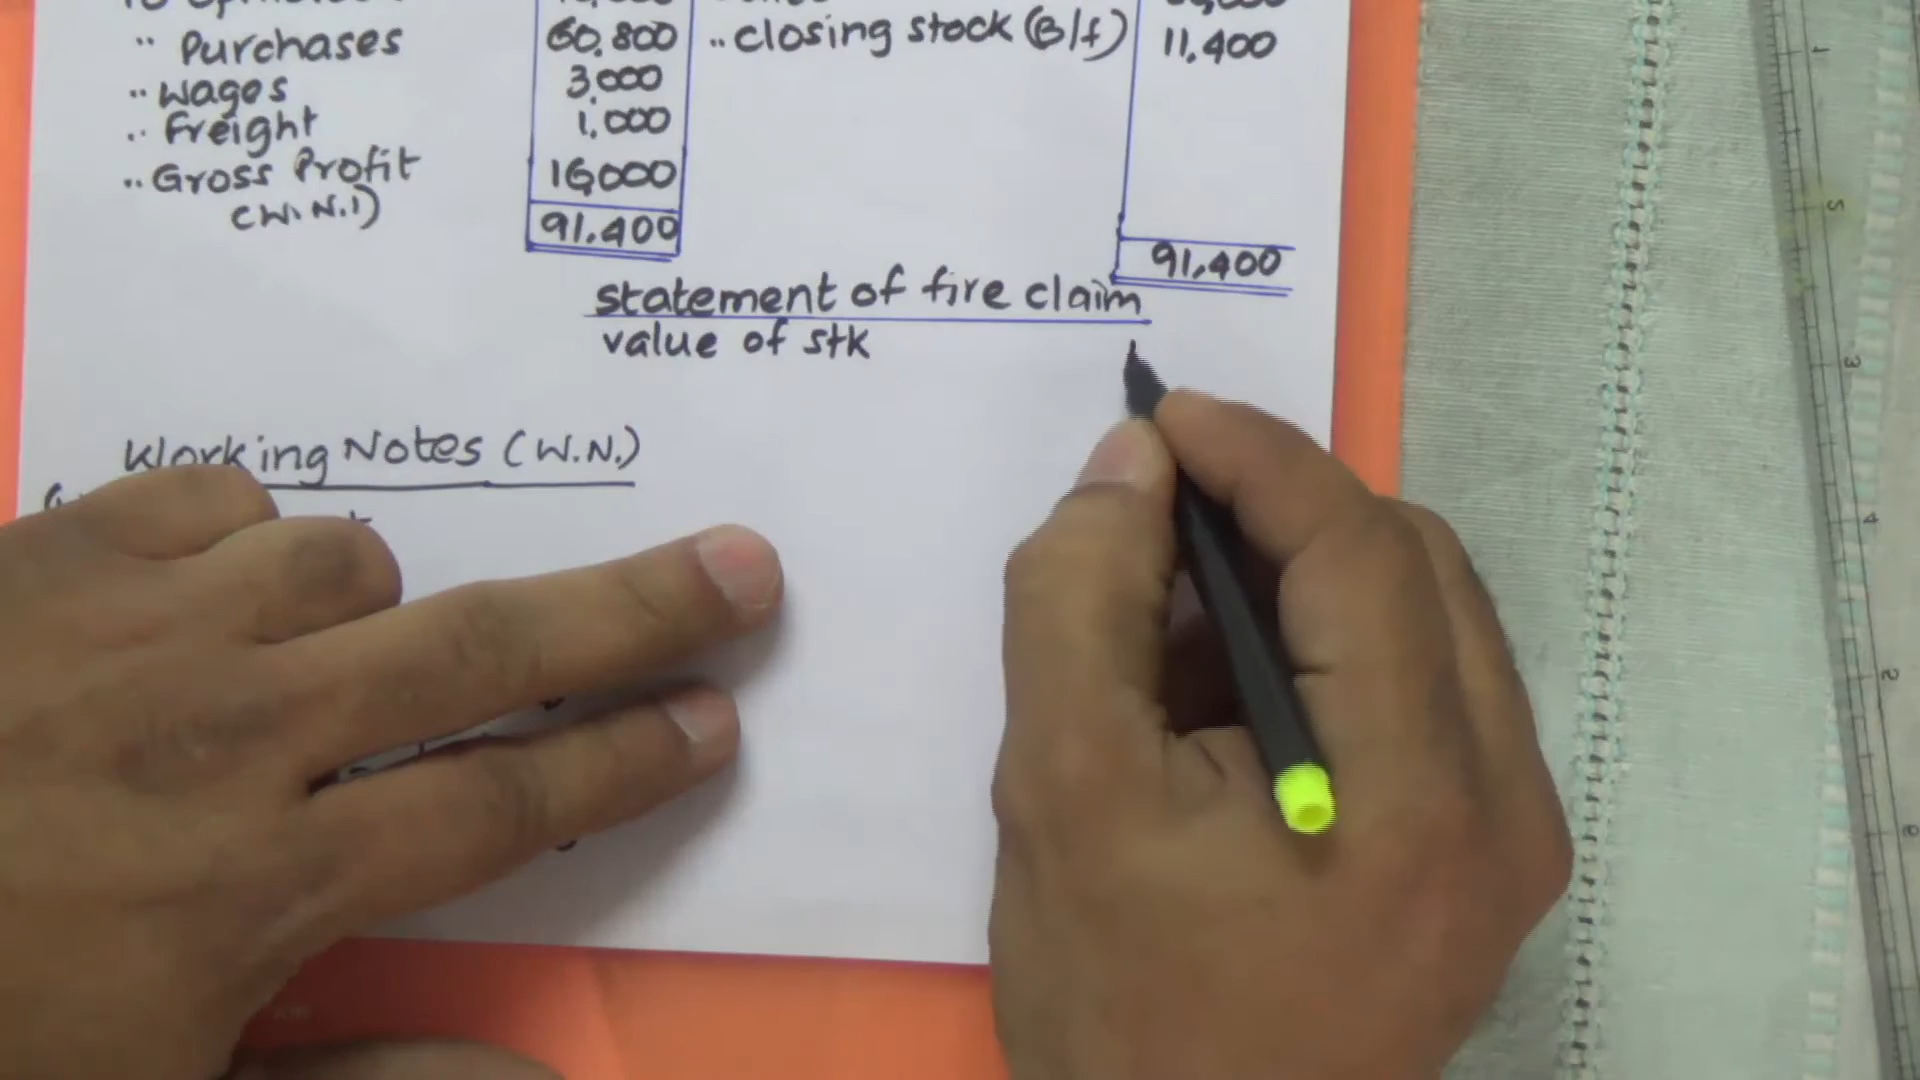 ·· Purchases 60,800 ·· closing stock (B/f) 11,400
·· Wages 3,000
·· Freight 1,000
·· Gross Profit 16,000
(W.N.1)
91,400 91,400
statement of fire claim
value of stk
Working Notes (W.N.)